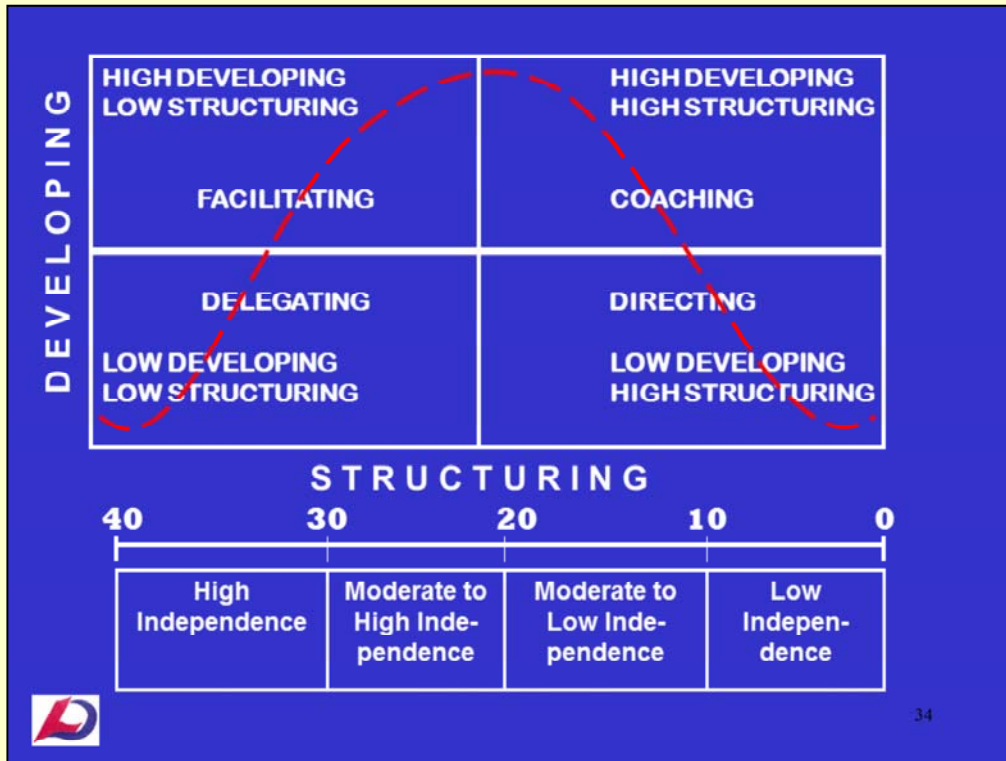 DEVELOPING
HIGH DEVELOPING
LOW STRUCTURING
FACILITATING
HIGH DEVELOPING
HIGH STRUCTURING
COACHING
DELEGATING
LOW DEVELOPING
LOW STRUCTURING
DIRECTING
LOW DEVELOPING
HIGH STRUCTURING
STRUCTURING
40 30 20 10 0
High
Independence
Moderate to
High Inde-
pendence
Moderate to
Low Inde-
pendence
Low
Indepen-
dence
34